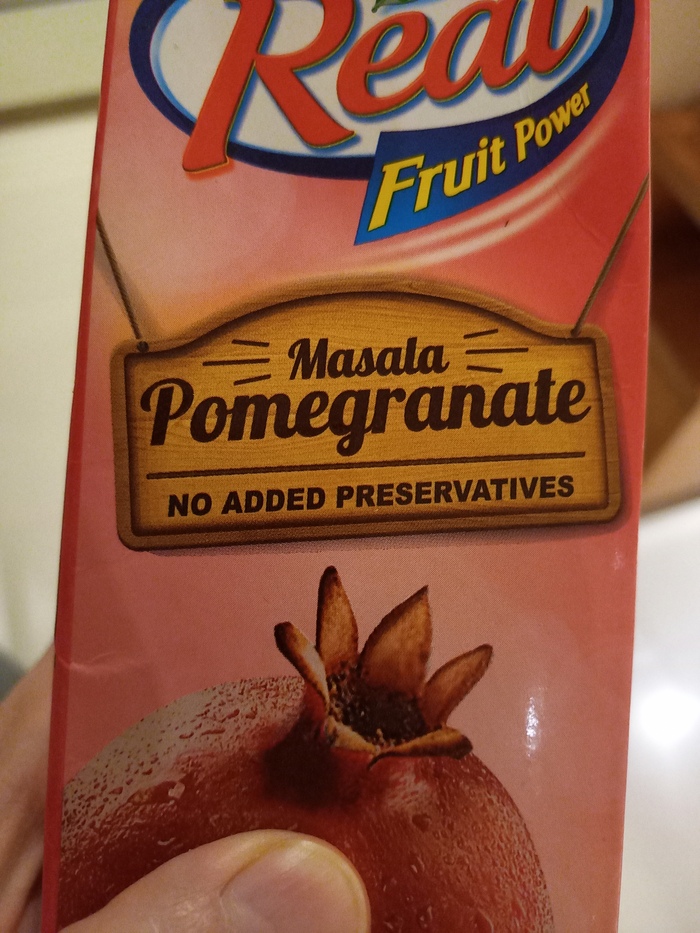 Real
Fruit Power
Masala
Pomegranate
NO ADDED PRESERVATIVES